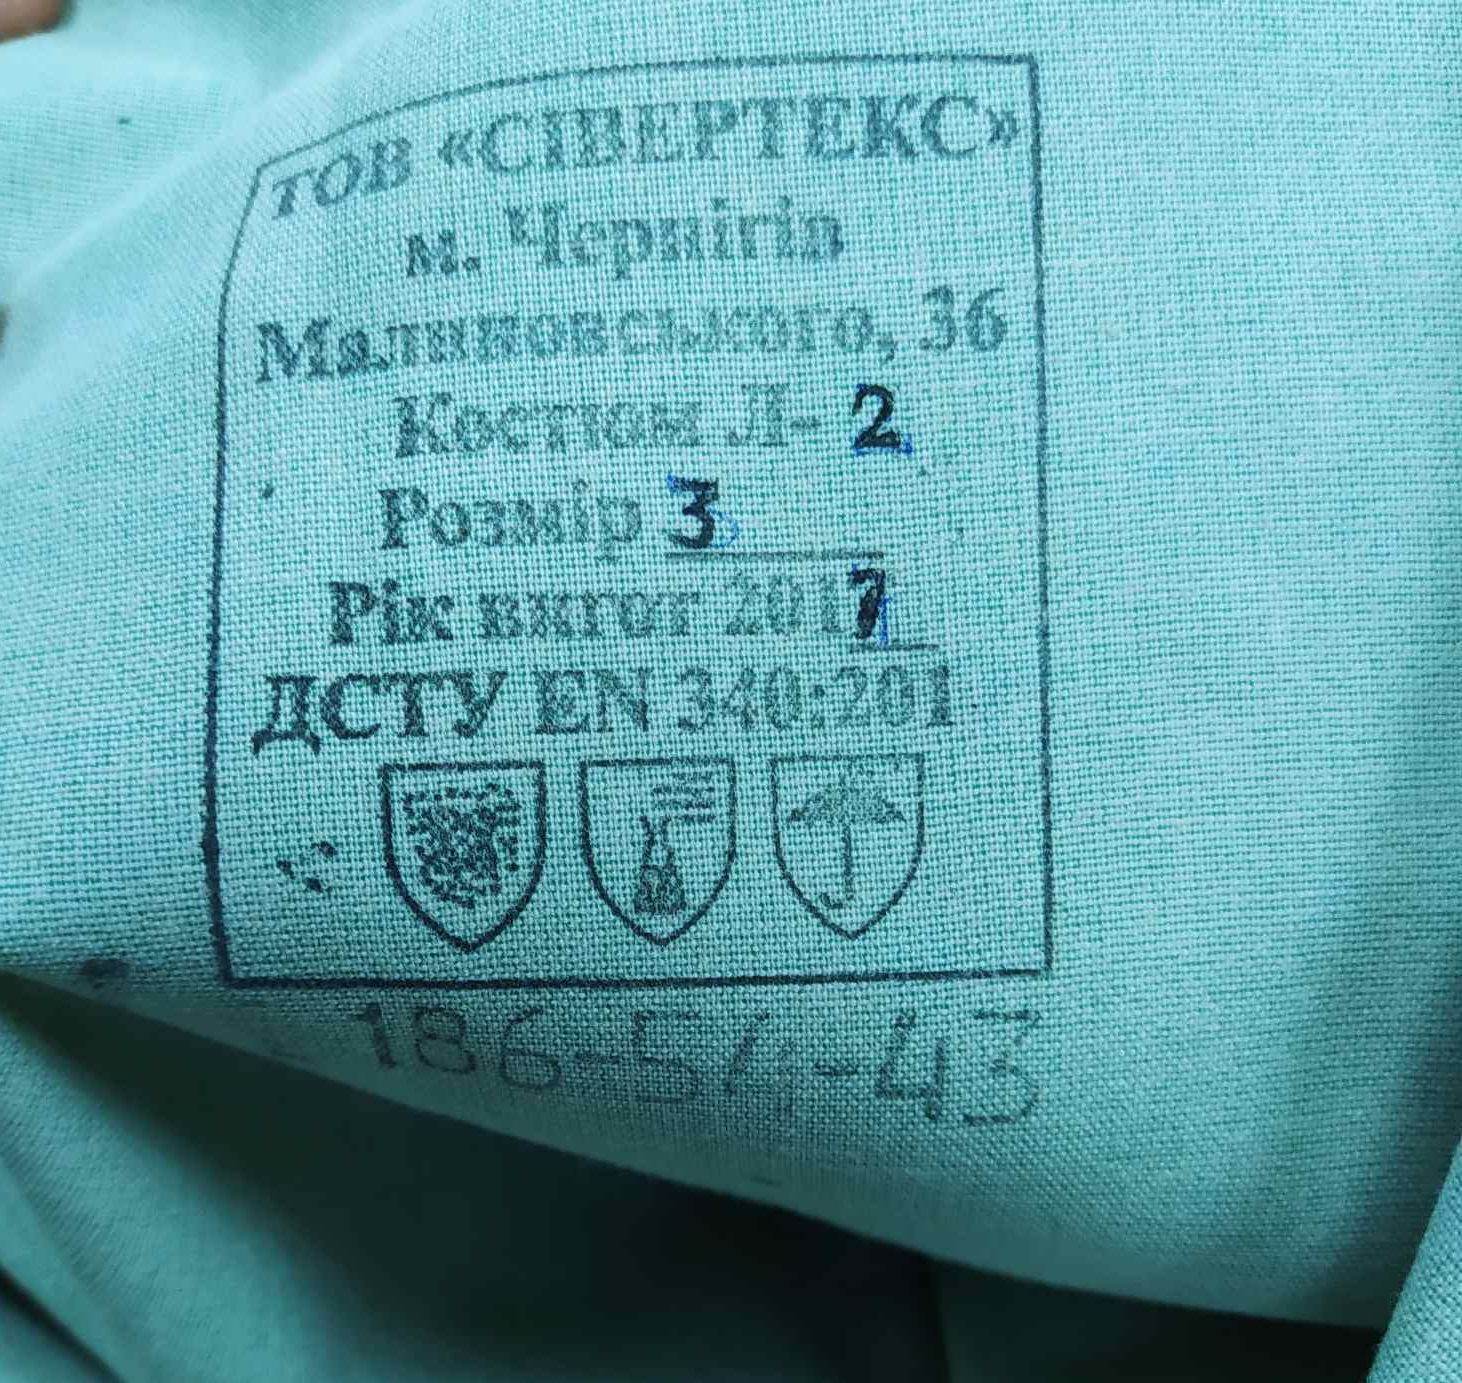 ТОВ «СІВЕРТЕКС»
м. Чернігів
Малиновського, 36
Костюм Л- 2
Розмір 3
Рік вигот 2017
ДСТУ EN 340:201
186-54-43